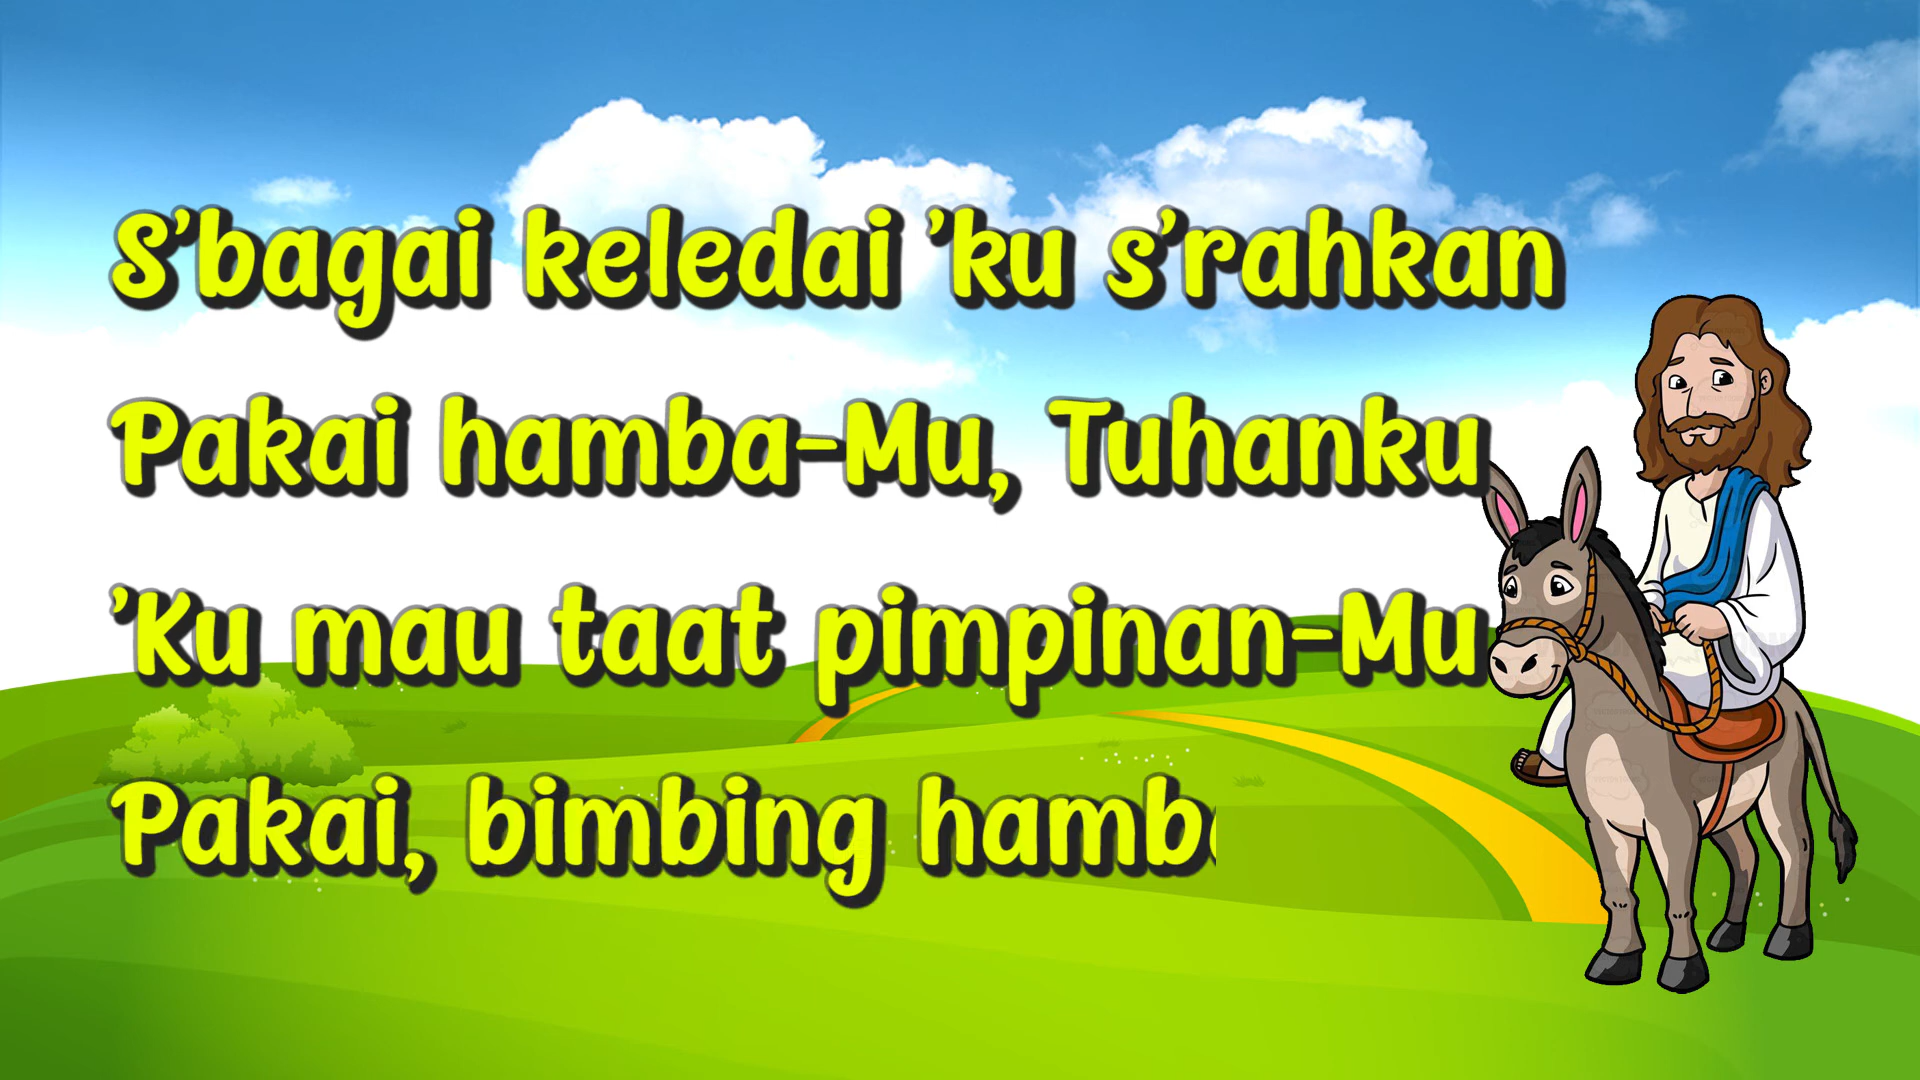 S'bagai keledai 'ku s'rahkan
Pakai hamba-Mu, Tuhanku
'Ku mau taat pimpinan-Mu
Pakai, bimbing